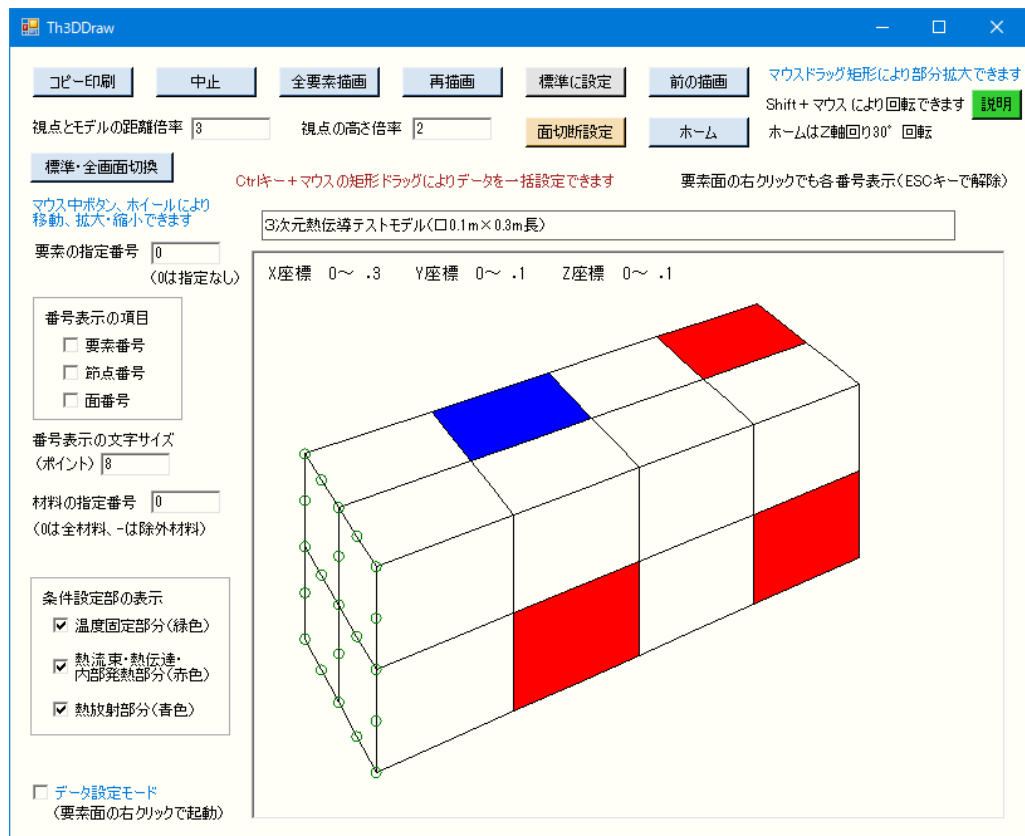 Th3DDraw
コピー印刷
中止
全要素描画
再描画
標準に設定
前の描画
マウスドラッグ矩形により部分拡大できます
Shift+マウスにより回転できます
説明
視点とモデルの距離倍率 3
視点の高さ倍率 2
面切断設定
ホーム
ホームはZ軸回り30°回転
標準・全画面切換
Ctrlキー+マウスの矩形ドラッグによりデータを一括設定できます
要素面の右クリックでも各番号表示(ESCキーで解除)
マウス中ボタン、ホイールにより
移動、拡大・縮小できます
3次元熱伝導テストモデル(口0.1m×0.3m長)
要素の指定番号 0
(0は指定なし)
X座標 0～ .3 Y座標 0～ .1 Z座標 0～ .1
番号表示の項目
要素番号
節点番号
面番号
番号表示の文字サイズ
(ポイント) 8
材料の指定番号 0
(0は全材料、-は除外材料)
条件設定部の表示
温度固定部分(緑色)
熱流束・熱伝達・
内部発熱部分(赤色)
熱放射部分(青色)
データ設定モード
(要素面の右クリックで起動)